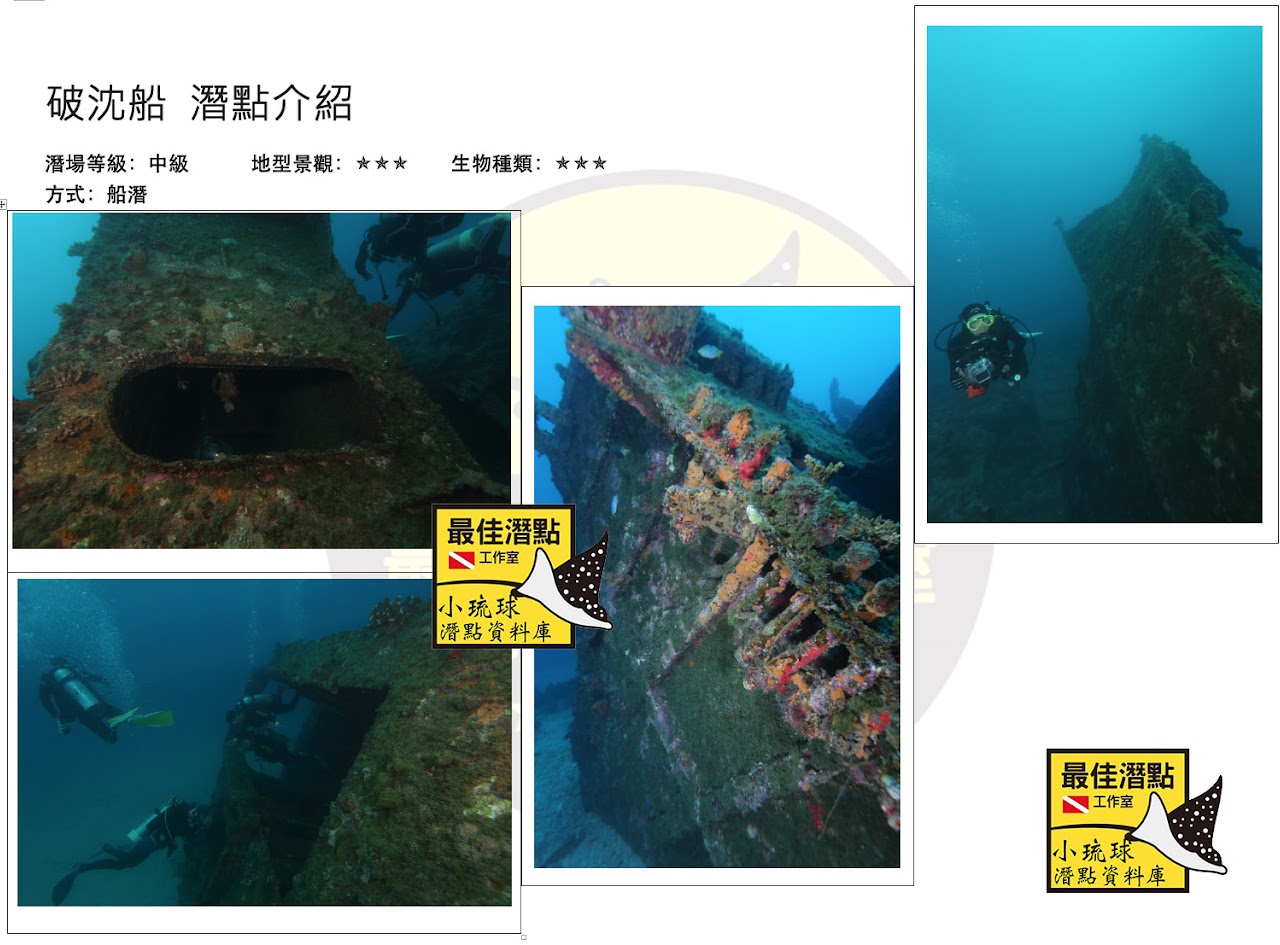 破沈船 潛點介紹
潛場等級：中級 地型景觀：★★★ 生物種類：★★★
方式：船潛
最佳潛點
工作室
小琉球
潛點資料庫
最佳潛點
工作室
小琉球
潛點資料庫